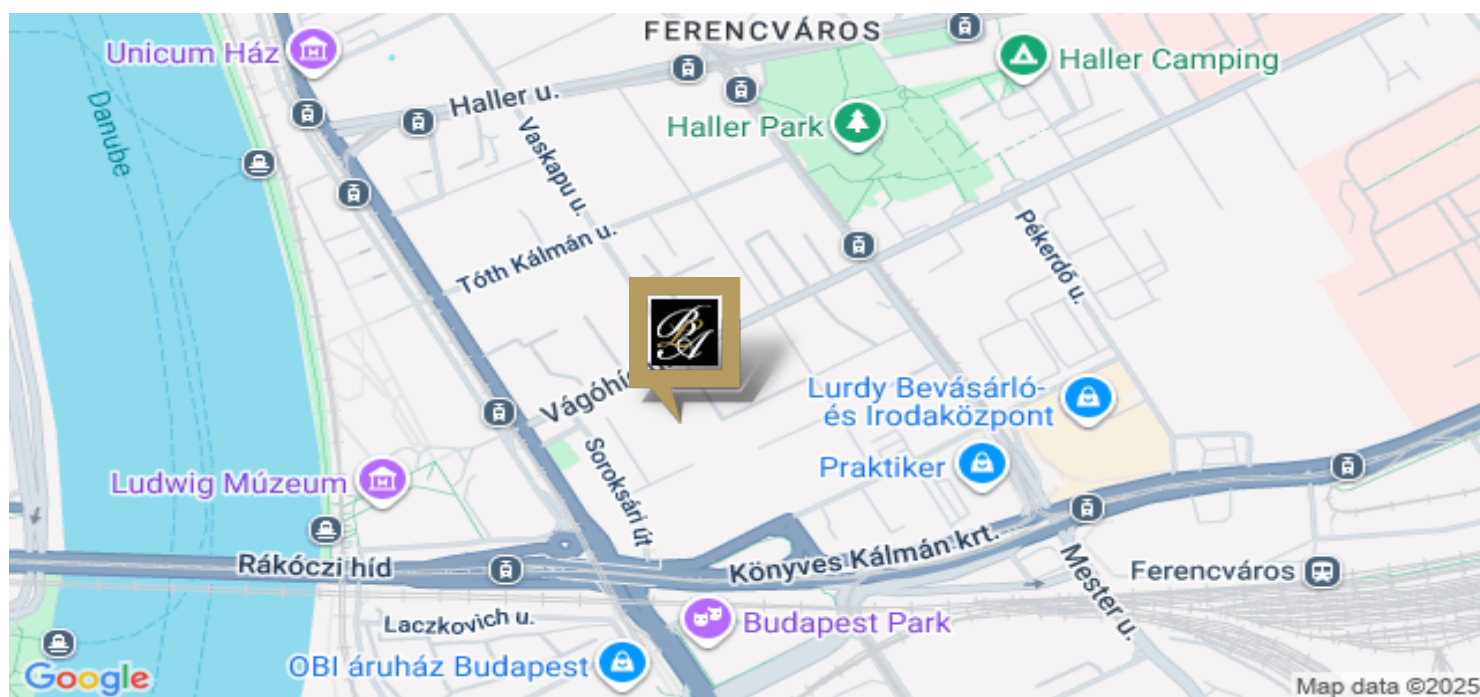 FERENCVÁROS
Unicum Ház
Haller Camping
Danube
Haller u.
Haller Park
Vaskapu u.
Pékerdő u.
Tóth Kálmán u.
BLA
Vágóhíd
Lurdy Bevásárló-
és Irodaközpont
Praktiker
Soroksári út
Ludwig Múzeum
Rákóczi híd
Könyves Kálmán krt.
Mester u.
Ferencváros
Laczkovich u.
Budapest Park
OBI áruház Budapest
Google
Map data ©2025